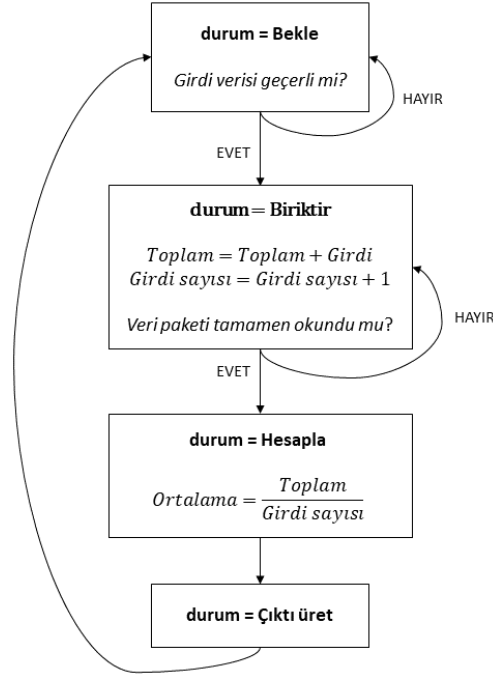 durum = Bekle
Girdi verisi geçerli mi?
HAYIR
EVET
durum = Biriktir
Toplam = Toplam + Girdi
Girdi sayısı = Girdi sayısı + 1
Veri paketi tamamen okundu mu?
HAYIR
EVET
durum = Hesapla
Ortalama = Toplam / Girdi sayısı
durum = Çıktı üret